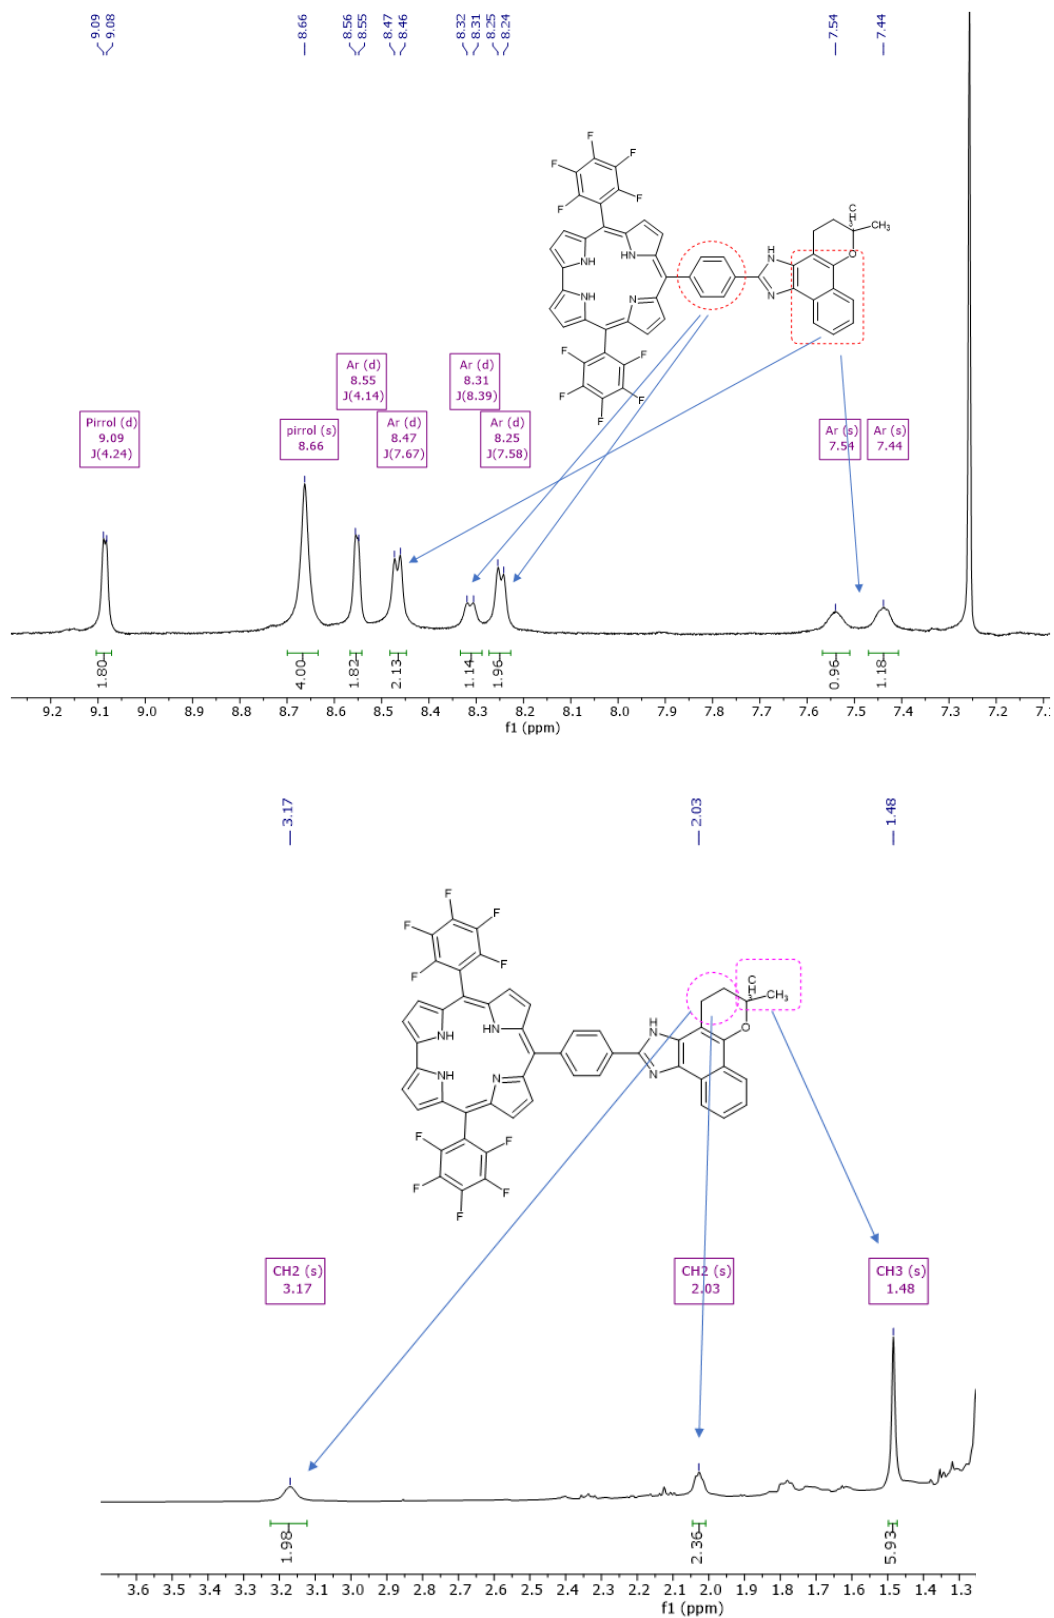 9.09
9.08
8.66
8.56
8.55
8.47
8.46
8.32
8.31
8.25
8.24
7.54
7.44
F
F
F
F
F
HN
NH
NH
N
H
N
N
O
C
H
3
CH3
F
F
F
F
F
Pirrol (d)
9.09
J(4.24)
pirrol (s)
8.66
Ar (d)
8.55
J(4.14)
Ar (d)
8.47
J(7.67)
Ar (d)
8.31
J(8.39)
Ar (d)
8.25
J(7.58)
Ar (s)
7.54
Ar (s)
7.44
1.80
4.00
1.82
2.13
1.14
1.96
0.96
1.18
9.2 9.1 9.0 8.9 8.8 8.7 8.6 8.5 8.4 8.3 8.2 8.1 8.0 7.9 7.8 7.7 7.6 7.5 7.4 7.3 7.2
f1 (ppm)
3.17
2.03
1.48
F
F
F
F
F
NH
HN
NH
N
H
N
N
O
C
H
CH3
F
F
F
F
F
CH2 (s)
3.17
CH2 (s)
2.03
CH3 (s)
1.48
1.98
2.36
5.93
3.6 3.5 3.4 3.3 3.2 3.1 3.0 2.9 2.8 2.7 2.6 2.5 2.4 2.3 2.2 2.1 2.0 1.9 1.8 1.7 1.6 1.5 1.4 1.3
f1 (ppm)